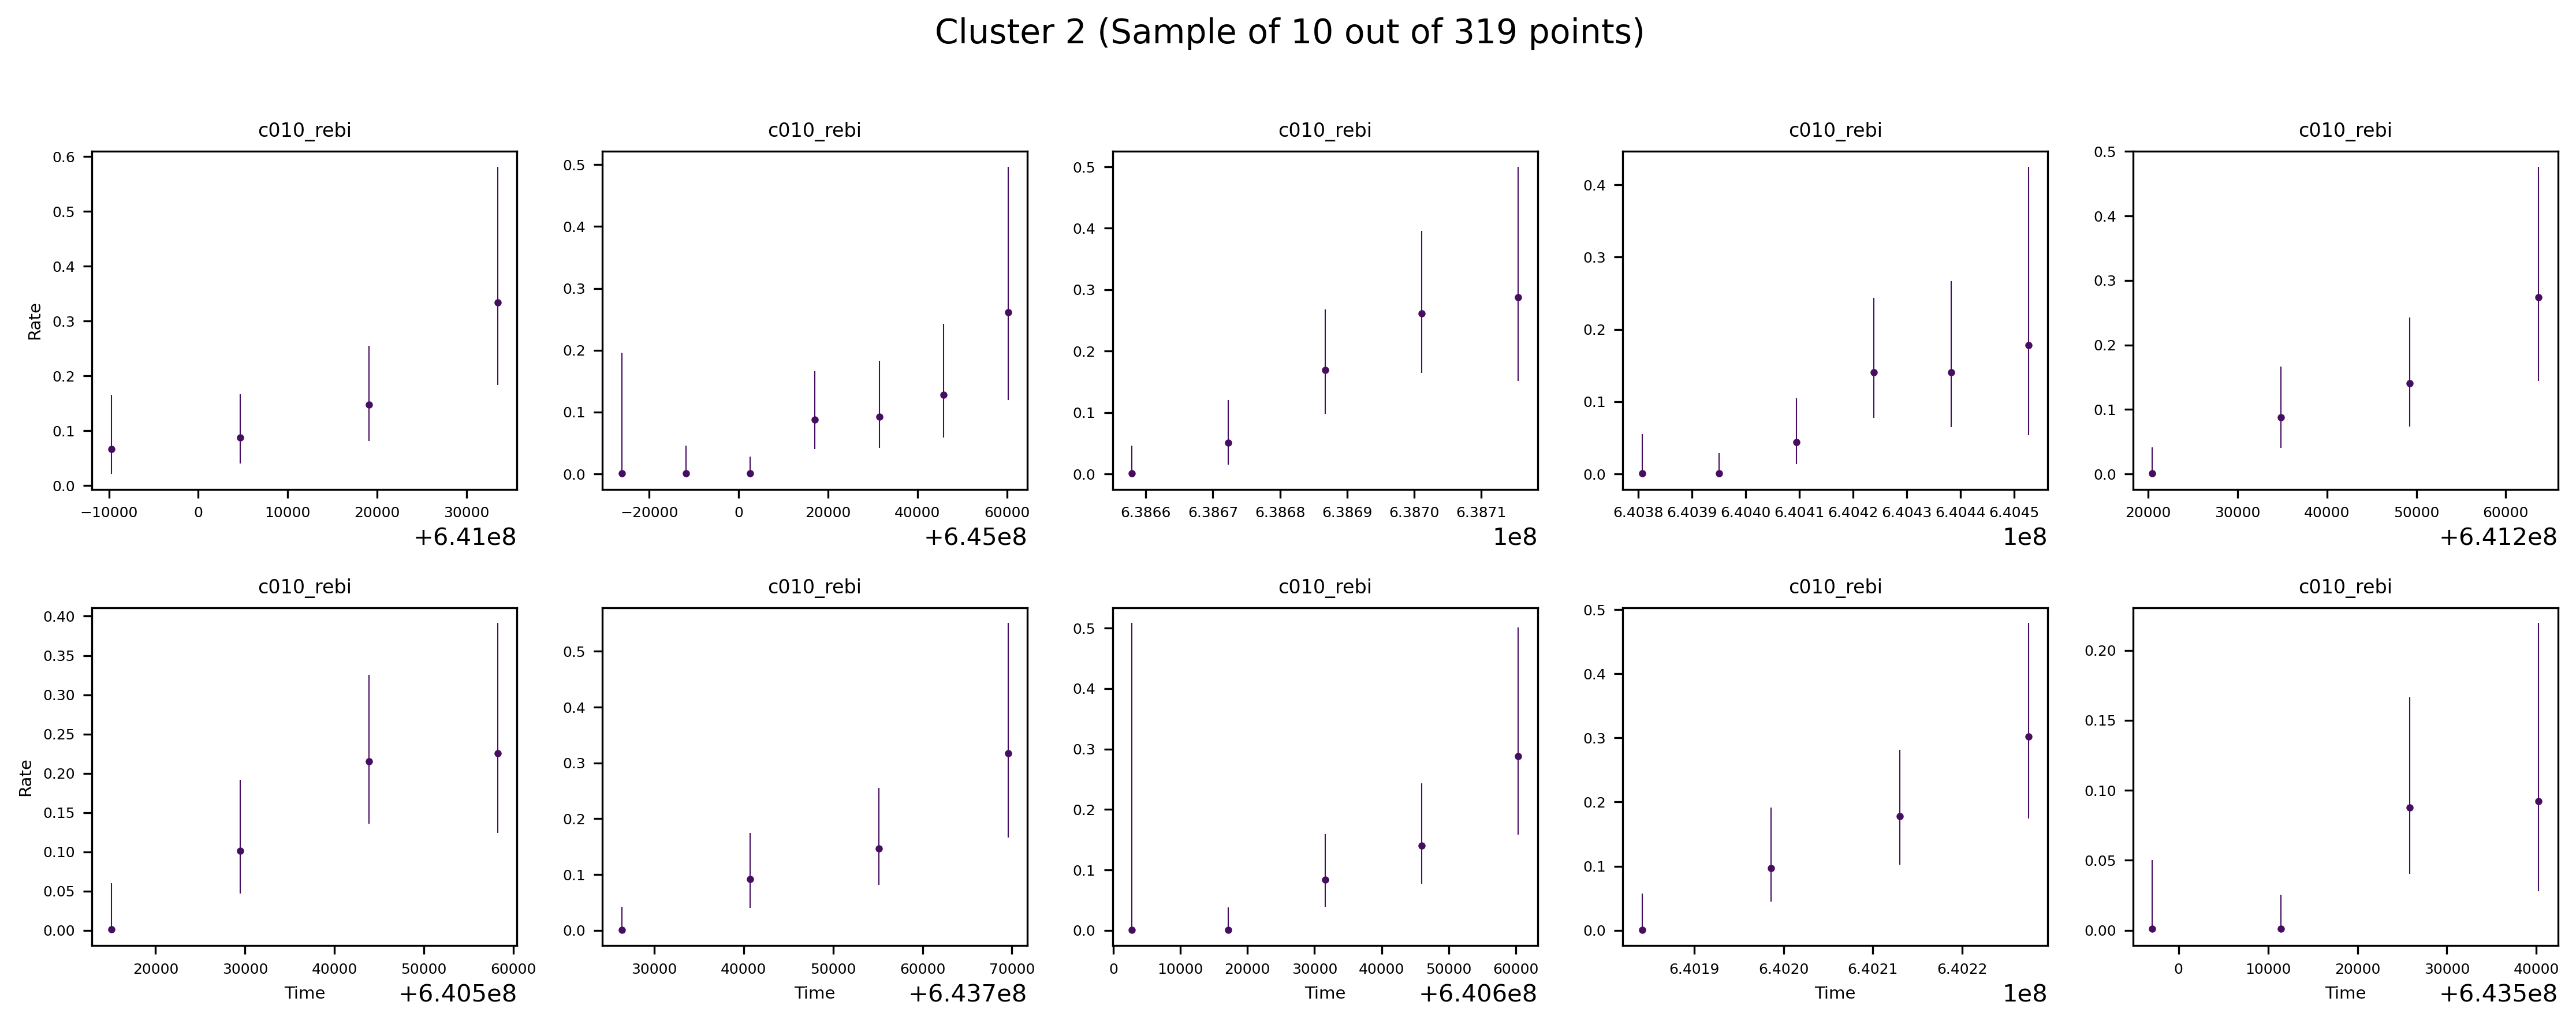 Cluster 2 (Sample of 10 out of 319 points)
c010_rebi c010_rebi c010_rebi c010_rebi c010_rebi
Rate
0.6
0.5
0.4
0.3
0.2
0.1
0.0
−10000 0 10000 20000 30000
+6.41e8
0.5
0.4
0.3
0.2
0.1
0.0
−20000 0 20000 40000 60000
+6.45e8
0.5
0.4
0.3
0.2
0.1
0.0
6.3866 6.3867 6.3868 6.3869 6.3870 6.3871
1e8
0.4
0.3
0.2
0.1
0.0
6.4038 6.4039 6.4040 6.4041 6.4042 6.4043 6.4044 6.4045
1e8
0.5
0.4
0.3
0.2
0.1
0.0
20000 30000 40000 50000 60000
+6.412e8
c010_rebi c010_rebi c010_rebi c010_rebi c010_rebi
Rate
0.40
0.35
0.30
0.25
0.20
0.15
0.10
0.05
0.00
20000 30000 40000 50000 60000
Time +6.405e8
0.5
0.4
0.3
0.2
0.1
0.0
30000 40000 50000 60000 70000
Time +6.437e8
0.5
0.4
0.3
0.2
0.1
0.0
0 10000 20000 30000 40000 50000 60000
Time +6.406e8
0.5
0.4
0.3
0.2
0.1
0.0
6.4019 6.4020 6.4021 6.4022
Time 1e8
0.20
0.15
0.10
0.05
0.00
0 10000 20000 30000 40000
Time +6.435e8